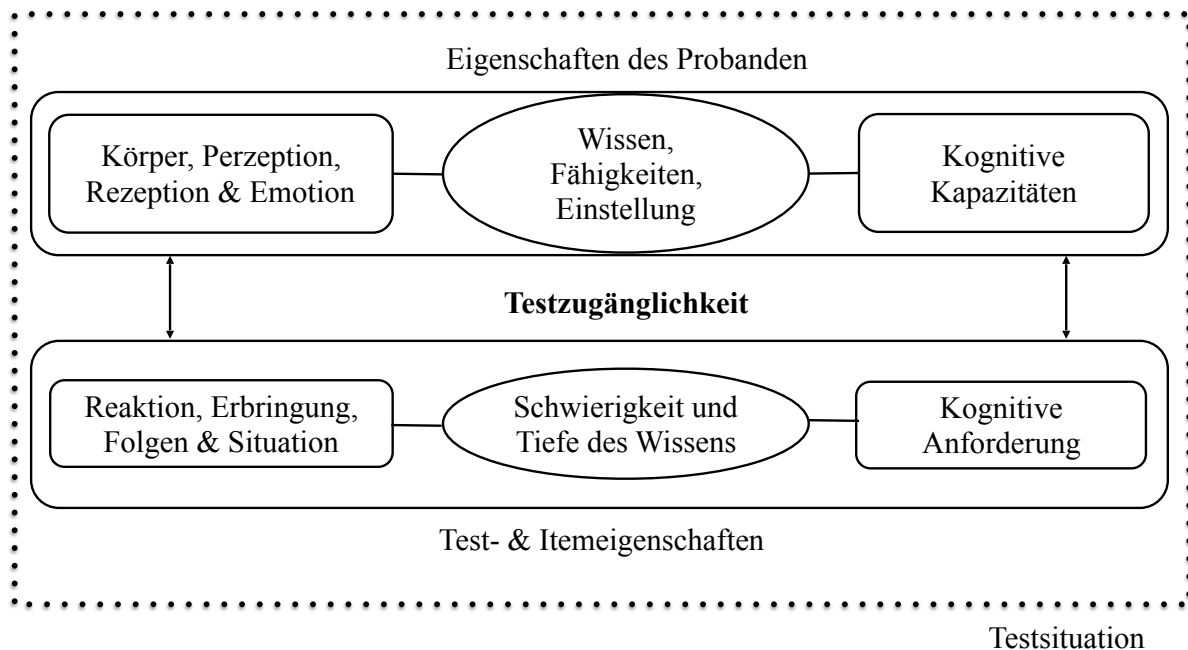 Eigenschaften des Probanden
Körper, Perzeption,
Rezeption & Emotion
Wissen,
Fähigkeiten,
Einstellung
Kognitive
Kapazitäten
Testzugänglichkeit
Reaktion, Erbringung,
Folgen & Situation
Schwierigkeit und
Tiefe des Wissens
Kognitive
Anforderung
Test- & Itemeigenschaften
Testsituation